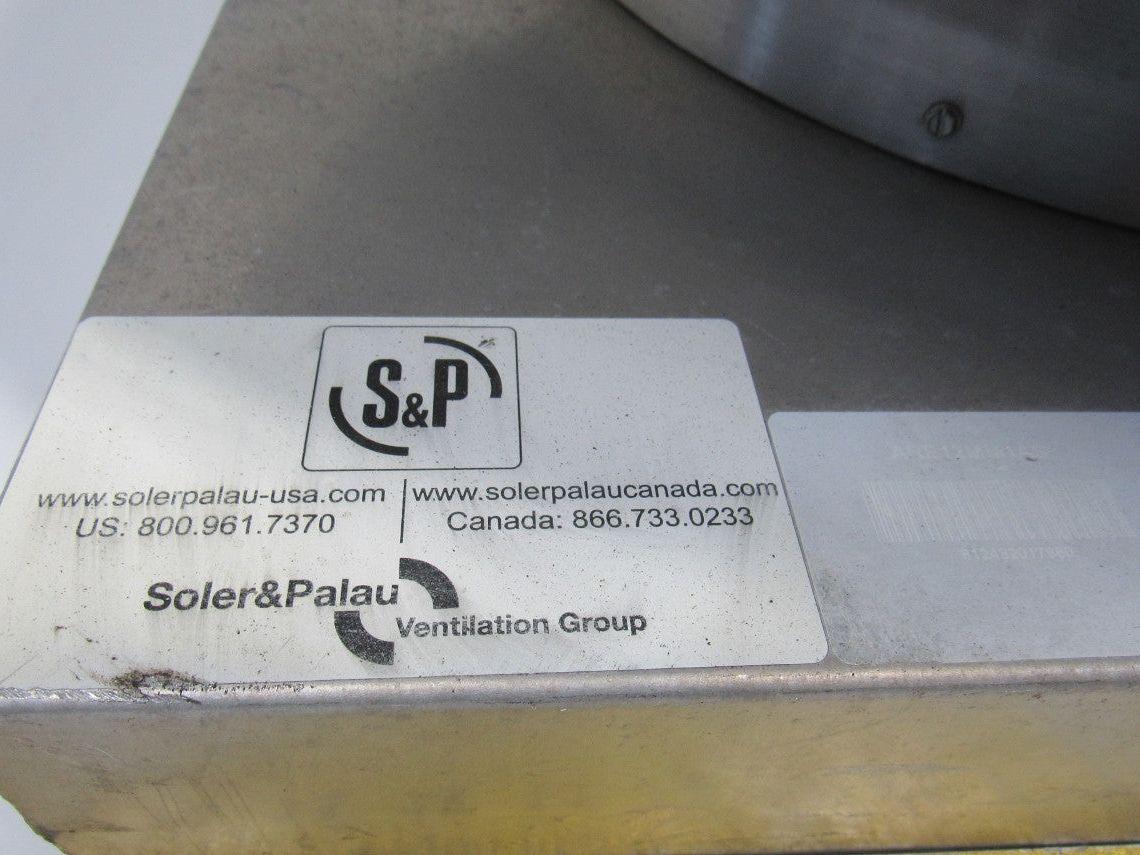 S&P
www.solerpalau-usa.com
US: 800.961.7370
www.solerpalaucanada.com
Canada: 866.733.0233
Soler&Palau
Ventilation Group